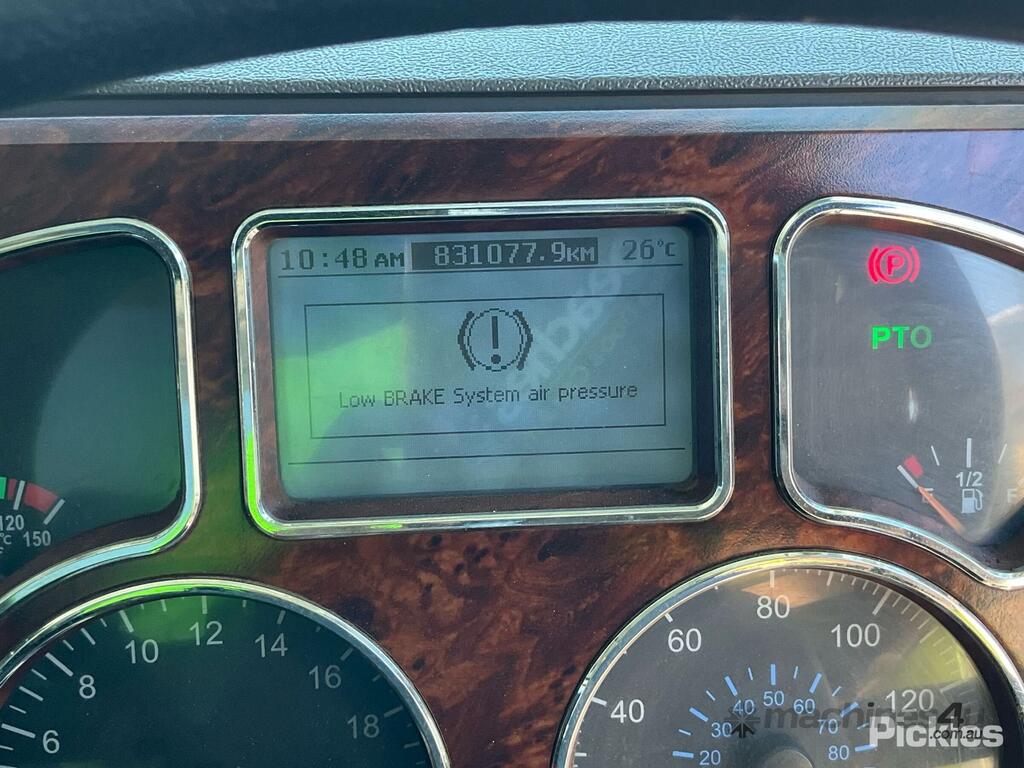 10:48 AM 831077.9KM 26°C
!
Low BRAKE System air pressure
P
PTO
1/2
F
120
°C 150
6 8 10 12 14 16 18
40 60 80 100 120
20 30 40 50 60 70 80
machines4u
.com.au
Pickles